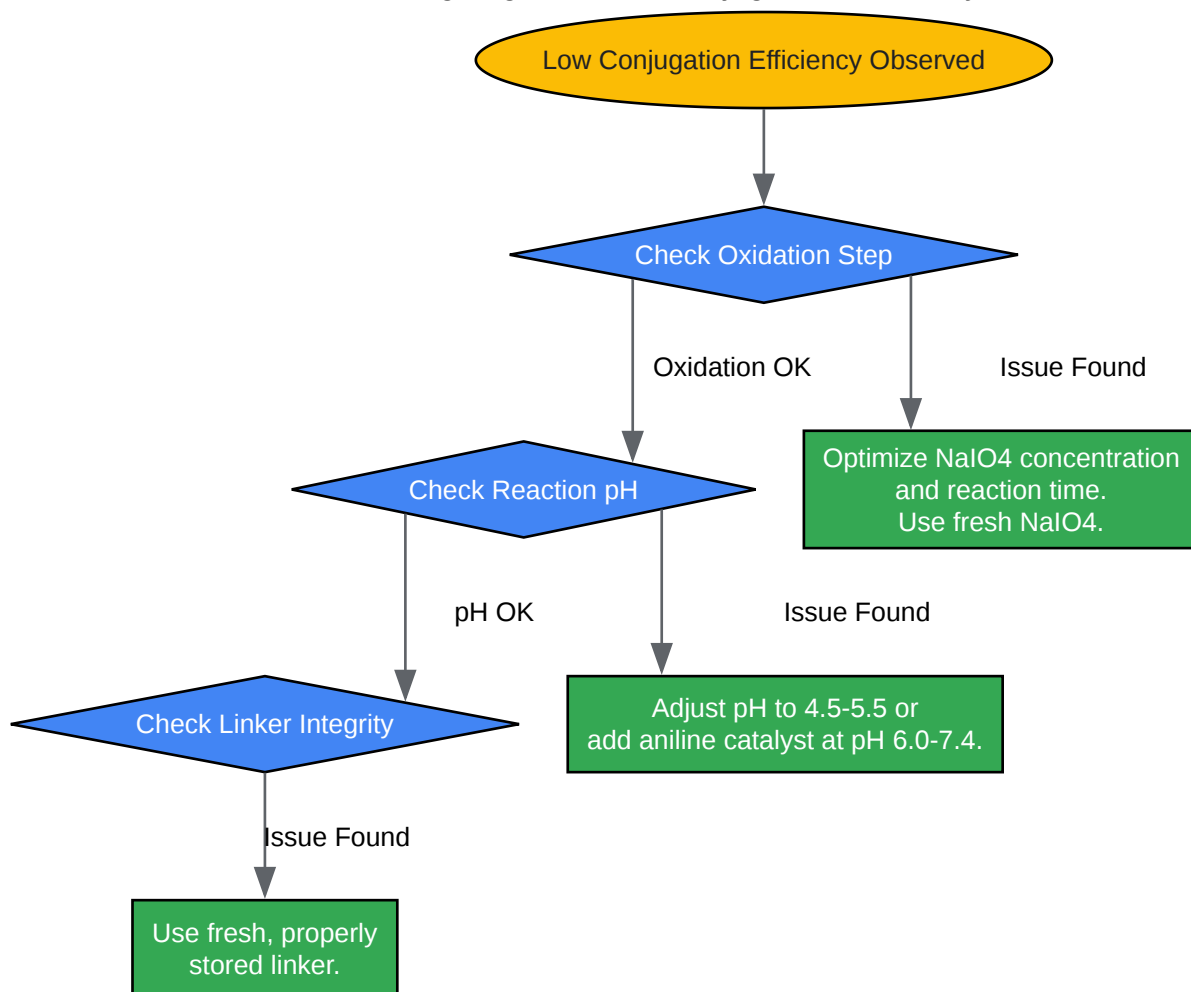 Low Conjugation Efficiency Observed
Check Oxidation Step
Oxidation OK
Issue Found
Optimize NaIO4 concentration
and reaction time.
Use fresh NaIO4.
Check Reaction pH
pH OK
Issue Found
Adjust pH to 4.5-5.5 or
add aniline catalyst at pH 6.0-7.4.
Check Linker Integrity
Issue Found
Use fresh, properly
stored linker.